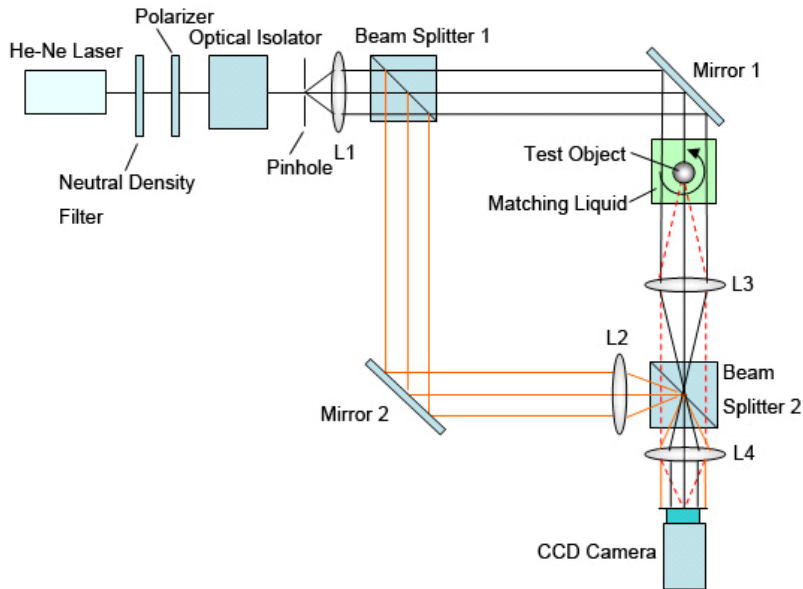 Polarizer
He-Ne Laser
Optical Isolator
Beam Splitter 1
Mirror 1
L1
Pinhole
Neutral Density
Filter
Test Object
Matching Liquid
L3
L2
Mirror 2
Beam
Splitter 2
L4
CCD Camera